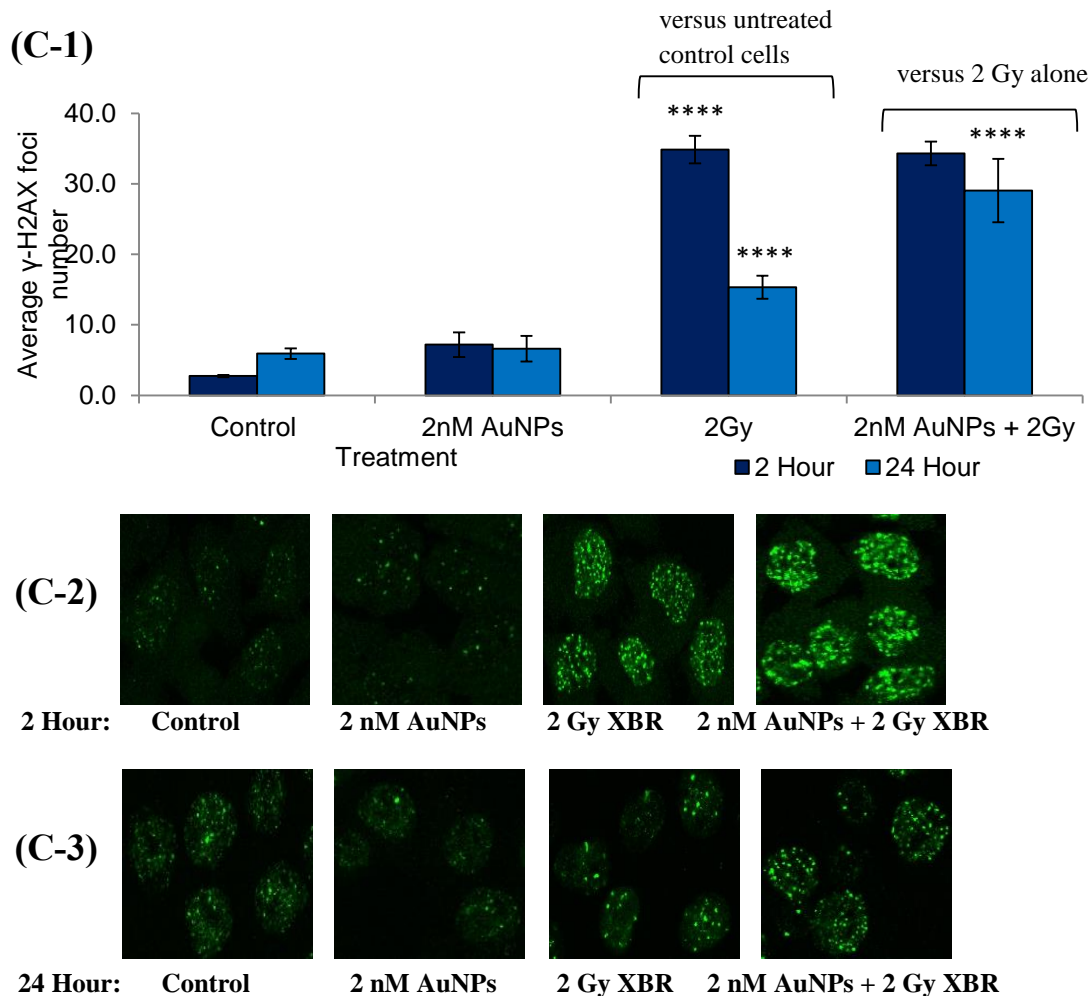 (C-1)
versus untreated
control cells
versus 2 Gy alone
Average γ-H2AX foci
number
40.0
30.0
20.0
10.0
0.0
****
****
****
Control
2nM AuNPs
2Gy
2nM AuNPs + 2Gy
Treatment
2 Hour
24 Hour
(C-2)
2 Hour: Control 2 nM AuNPs 2 Gy XBR 2 nM AuNPs + 2 Gy XBR
(C-3)
24 Hour: Control 2 nM AuNPs 2 Gy XBR 2 nM AuNPs + 2 Gy XBR